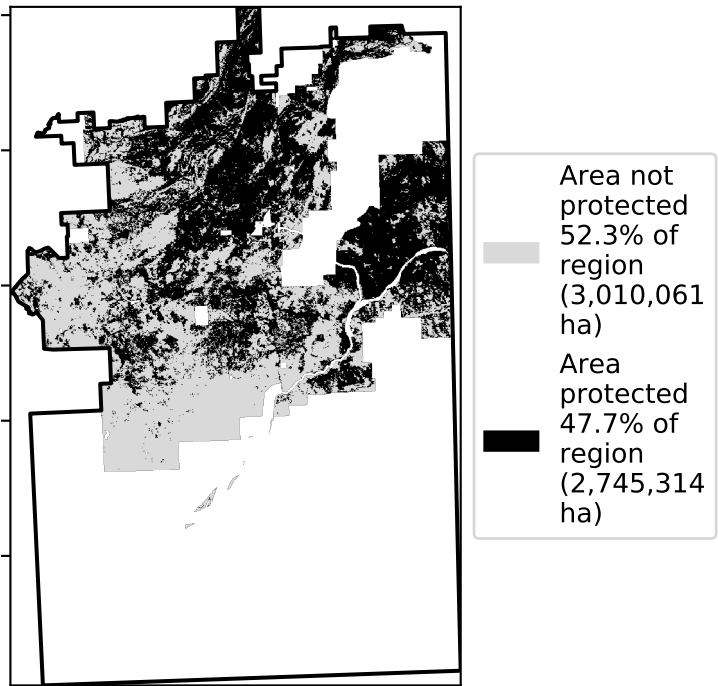 Area not
protected
52.3% of
region
(3,010,061
ha)
Area
protected
47.7% of
region
(2,745,314
ha)